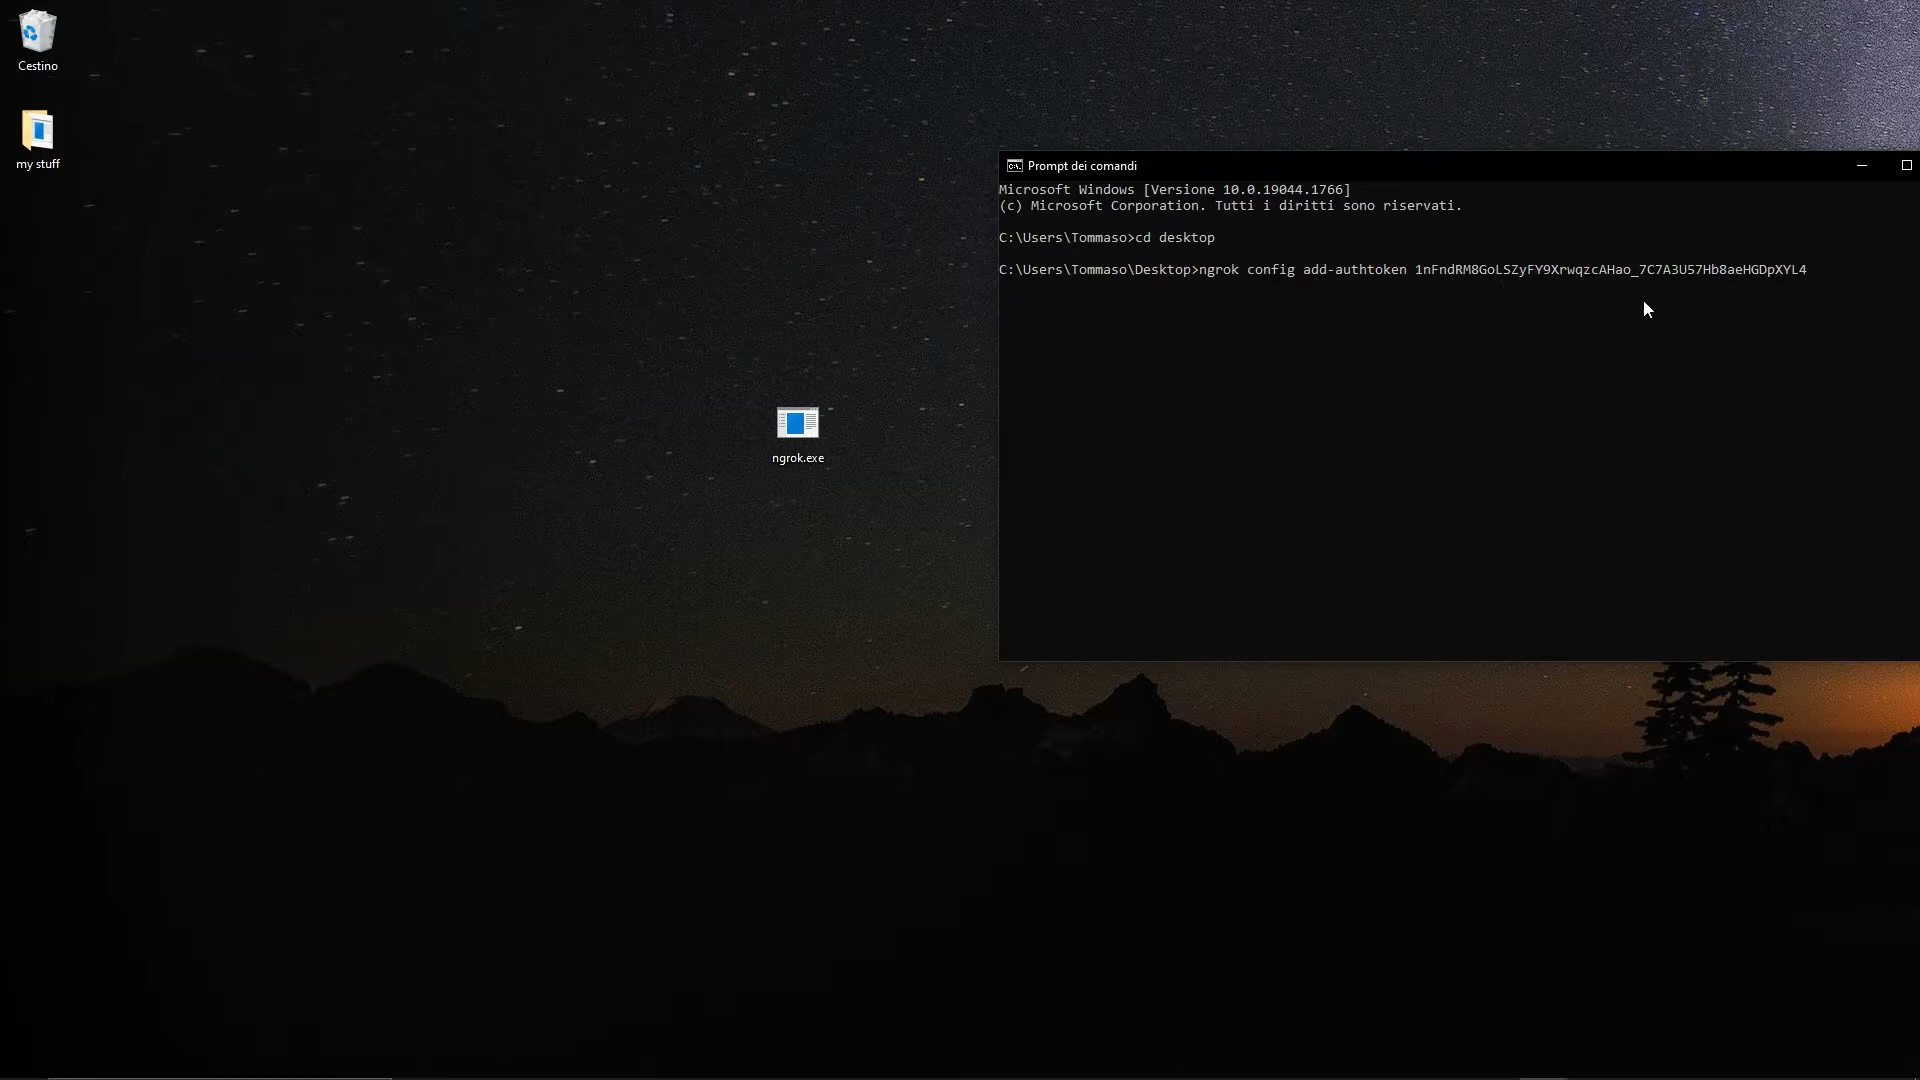 Cestino
my stuff
ngrok.exe
Prompt dei comandi
Microsoft Windows [Versione 10.0.19044.1766]
(c) Microsoft Corporation. Tutti i diritti sono riservati.
C:\Users\Tommaso>cd desktop
C:\Users\Tommaso\Desktop>ngrok config add-authtoken 1nFndRM8GoLSZyFY9XrwqzcAHao_7C7A3U57Hb8aeHGDpXYL4